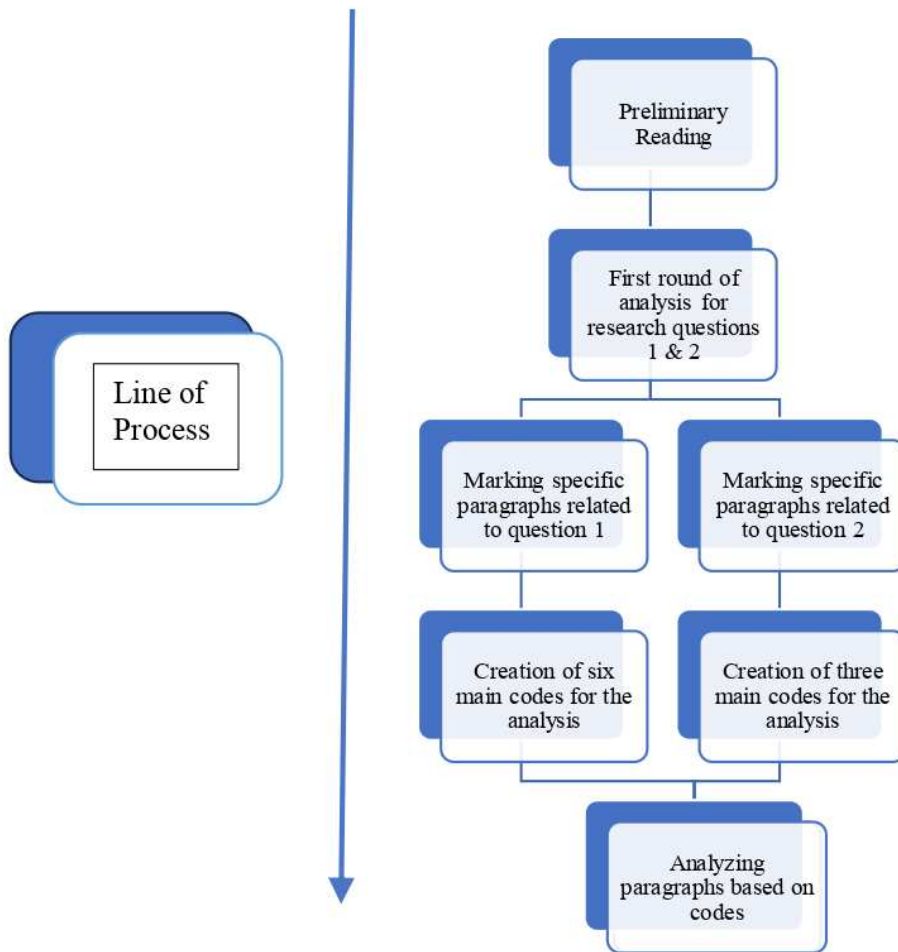 Preliminary
Reading
First round of
analysis for
research questions
1 & 2
Line of
Process
Marking specific
paragraphs related
to question 1
Marking specific
paragraphs related
to question 2
Creation of six
main codes for the
analysis
Creation of three
main codes for the
analysis
Analyzing
paragraphs based on
codes